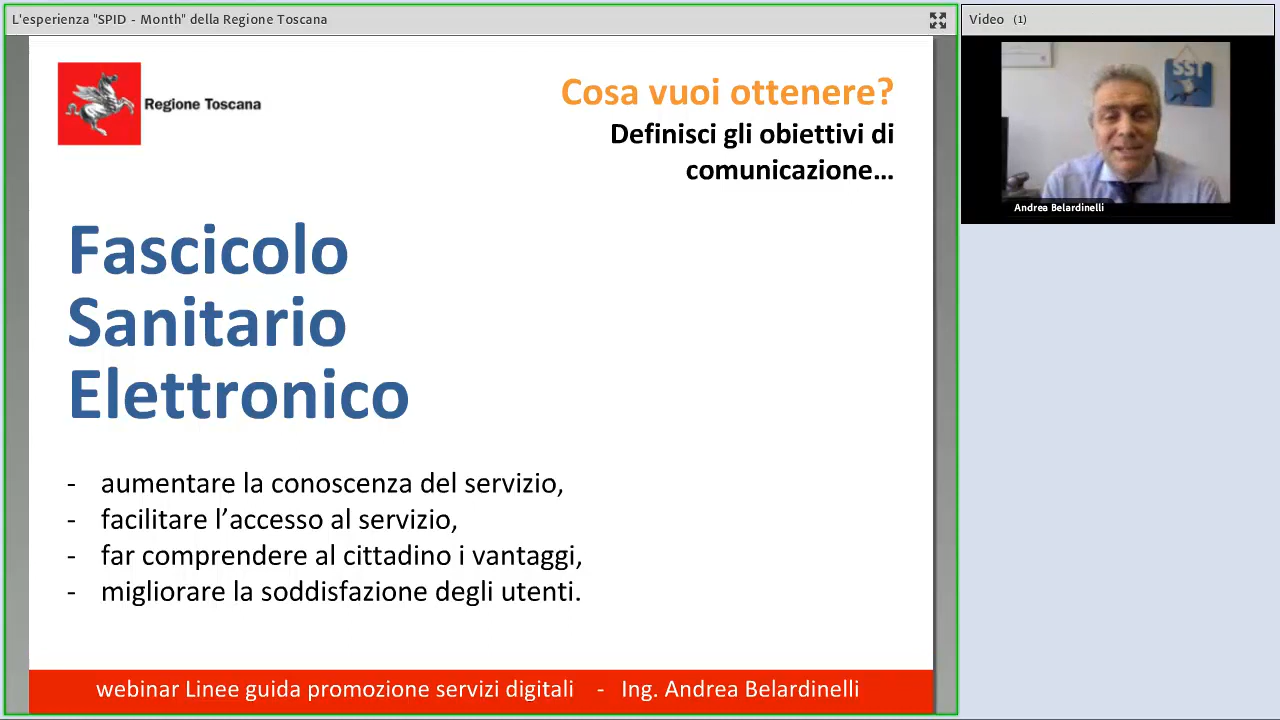 L'esperienza "SPID - Month" della Regione Toscana
Video (1)
Regione Toscana
Cosa vuoi ottenere?
Definisci gli obiettivi di
comunicazione...
SST
Andrea Belardinelli
Fascicolo
Sanitario
Elettronico
- aumentare la conoscenza del servizio,
- facilitare l’accesso al servizio,
- far comprendere al cittadino i vantaggi,
- migliorare la soddisfazione degli utenti.
webinar Linee guida promozione servizi digitali - Ing. Andrea Belardinelli